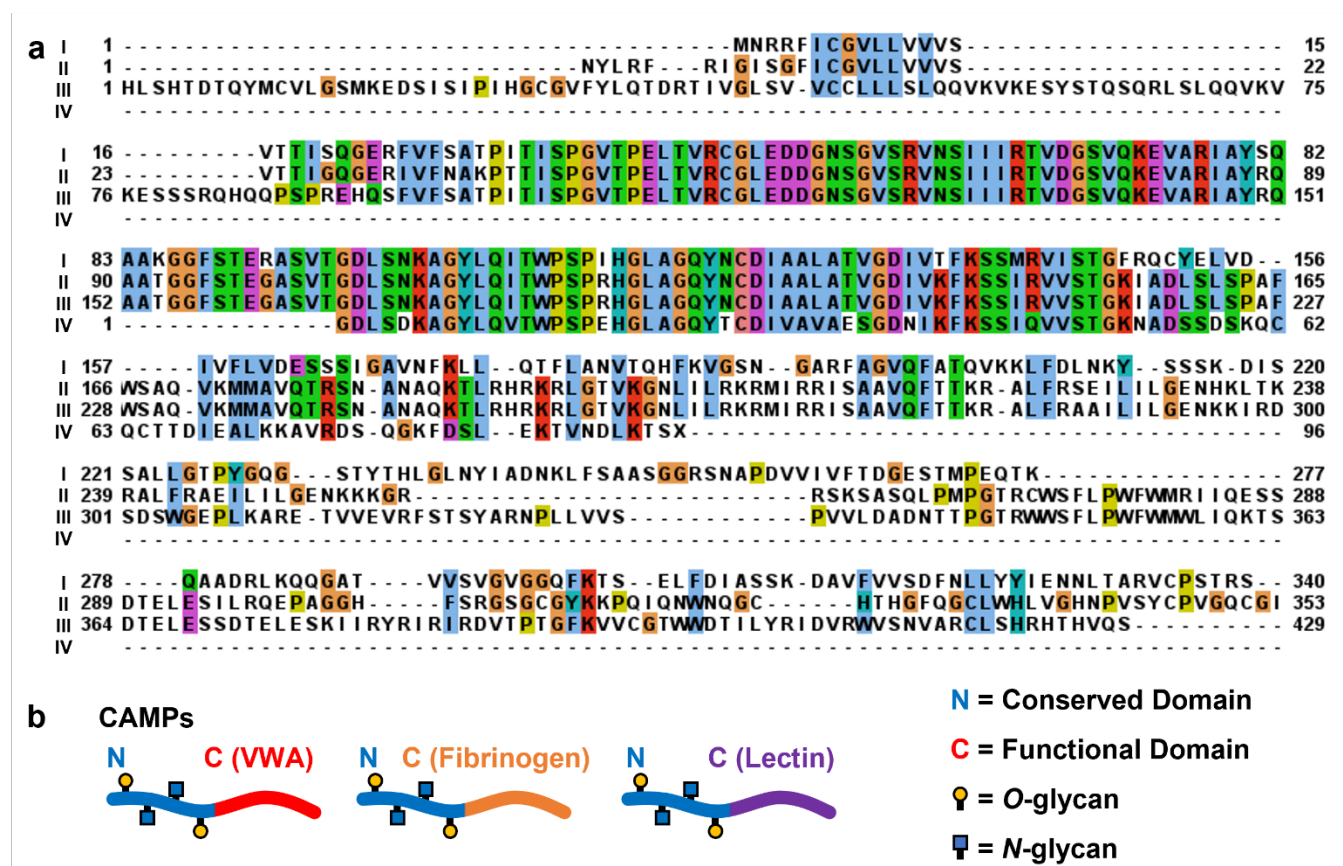 a
I 1 ----------------------------------------MNRRFICGVLLVVVS--------------------- 15
II 1 ------------------------------NYLRF---RIGISGFICGVLLVVVS--------------------- 22
III 1 HLSHTDTQYMCVLGSMKEDSISIPIHGCGVFYLQTDRTIVGLSV-VCCLLLSLQQVKVKESYSTQSQRLSLQQVKV 75
IV ----------------------------------------------------------------------------
I 16 ---------VTTISQGERFVFSATPITISPGVTPELTVRCGLEDDGNSGVSRVNSIIIRTVDGSVQKEVARIAYSQ 82
II 23 ---------VTTIGQGERIVFNAKPTTISPGVTPELTVRCGLEDDGNSGVSRVNSIIIRTVDGSVQKEVARIAYRQ 89
III 76 KESSSRQHQQPSPREHQSFVFSATPITISPGVTPELTVRCGLEDDGNSGVSRVNSIIIRTVDGSVQKEVARIAYRQ 151
IV ----------------------------------------------------------------------------
I 83 AAKGGFSTERASVTGDLSNKAGYLQITWPSPIHGLAGQYNCDIAALATVGDIVTFKSSMRVISTGFRQCYELVD-- 156
II 90 AATGGFSTEGASVTGDLSNKAGYLQITWPSPRHGLAGQYNCDIAALATVGDIVKFKSSIRVVSTGKIADLSLSPAF 165
III 152 AATGGFSTEGASVTGDLSNKAGYLQITWPSPRHGLAGQYNCDIAALATVGDIVKFKSSIRVVSTGKIADLSLSPAF 227
IV 1 --------------GDLSDKAGYLQVTWPSPEHGLAGQYTCDIVAVAESGDNIKFKSSIQVVSTGKNADSSDSKQC 62
I 157 -----IVFLVDESSSIGAVNFKLL--QTFLANVTQHFKVGSN--GARFAGVQFATQVKKLFDLNKY--SSSK-DIS 220
II 166 WSAQ-VKMMAVQTRSN-ANAQKTLRHRKRLGTVKGNLILRKRMIRRISAAVQFTTKR-ALFRSEILILGENHKLTK 238
III 228 WSAQ-VKMMAVQTRSN-ANAQKTLRHRKRLGTVKGNLILRKRMIRRISAAVQFTTKR-ALFRAAILILGENKKIRD 300
IV 63 QCTTDIEALKKAVRDS-QGKFDSL--EKTVNDLKTSX--------------------------------------- 96
I 221 SALLGTPYGQG---STYTHLGLNYIADNKLFSAASGGRSNAPDVVIVFTDGESTMPEQTK---------------- 277
II 239 RALFRAEILILGENKKKGR--------------------------RSKSASQLPMPGTRCWSFLPWFWMRIIQESS 288
III 301 SDSWGEPLKARE-TVVEVRFSTSYARNPLLVVS------------PVVLDADNTTPGTRWWSFLPWFWMWLIQKTS 363
IV ----------------------------------------------------------------------------
I 278 ----QAADRLKQQGAT----VVSVGVGGQFKTS--ELFDIASSSK-DAVFVVSDFNLLYYIENNLTARVCPSTRS-- 340
II 289 DTELESILRQEPAGGH-----FSRGSGCGYKKPQIQNWNQGC------HTHGFQGCLWHLVGHNPVSYCPVGQCGI 353
III 364 DTELESSDTELESKIIRYRIRIRDVTPTGFKVVCGTWWDTILYRIDVRWVSNVARCLSHRHTHVQS---------- 429
IV ----------------------------------------------------------------------------
b CAMPs
N C (VWA) N C (Fibrinogen) N C (Lectin)
N = Conserved Domain
C = Functional Domain
= O-glycan
= N-glycan